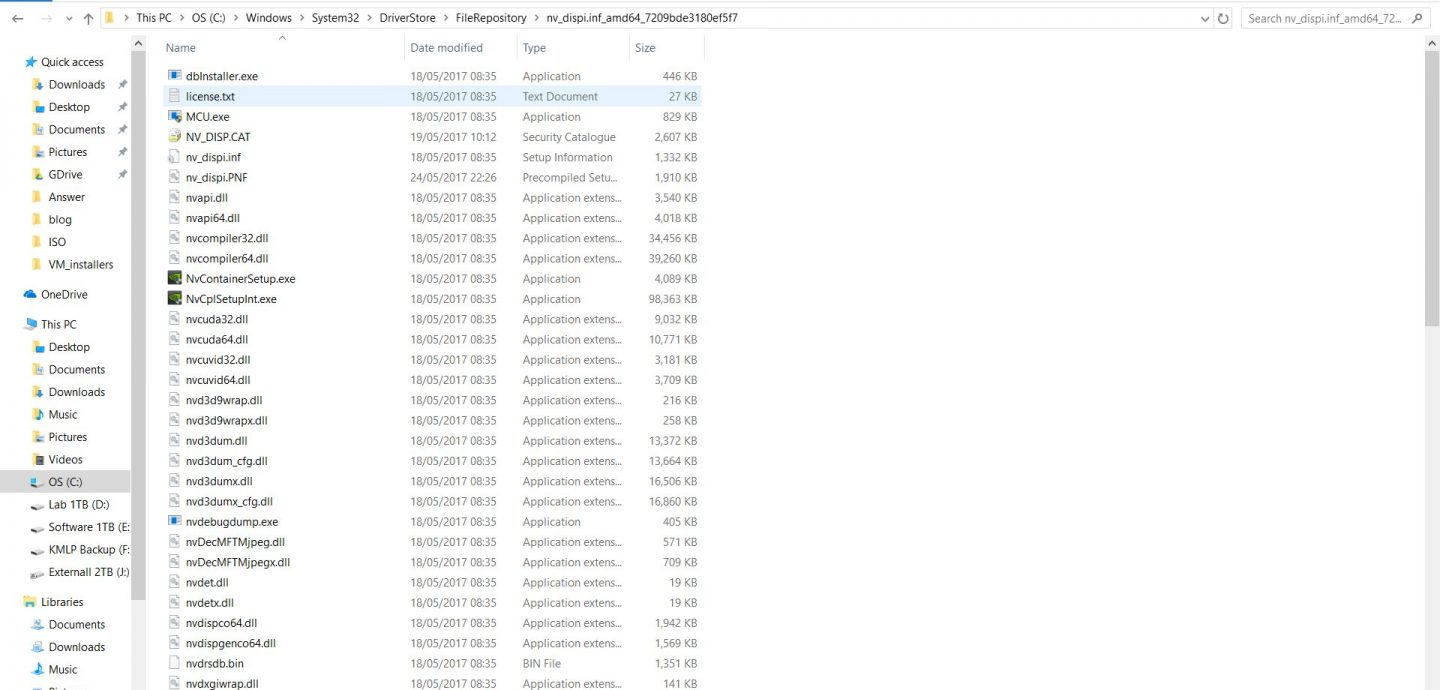 This PC > OS (C:) > Windows > System32 > DriverStore > FileRepository > nv_dispi.inf_amd64_7209bde3180ef5f7
Search nv_dispi.inf_amd64_72...
Quick access
Downloads
Desktop
Documents
Pictures
GDrive
Answer
blog
ISO
VM_installers
OneDrive
This PC
Desktop
Documents
Downloads
Music
Pictures
Videos
OS (C:)
Lab 1TB (D:)
Software 1TB (E:
KMLP Backup (F:
Externall 2TB (J:)
Libraries
Documents
Downloads
Music
Name Date modified Type Size
dbInstaller.exe 18/05/2017 08:35 Application 446 KB
license.txt 18/05/2017 08:35 Text Document 27 KB
MCU.exe 18/05/2017 08:35 Application 829 KB
NV_DISP.CAT 19/05/2017 10:12 Security Catalogue 2,607 KB
nv_dispi.inf 18/05/2017 08:35 Setup Information 1,332 KB
nv_dispi.PNF 24/05/2017 22:26 Precompiled Setu... 1,910 KB
nvapi.dll 18/05/2017 08:35 Application extens... 3,540 KB
nvapi64.dll 18/05/2017 08:35 Application extens... 4,018 KB
nvcompiler32.dll 18/05/2017 08:35 Application extens... 34,456 KB
nvcompiler64.dll 18/05/2017 08:35 Application extens... 39,260 KB
NvContainerSetup.exe 18/05/2017 08:35 Application 4,089 KB
NvCplSetupInt.exe 18/05/2017 08:35 Application 98,363 KB
nvcuda32.dll 18/05/2017 08:35 Application extens... 9,032 KB
nvcuda64.dll 18/05/2017 08:35 Application extens... 10,771 KB
nvcuvid32.dll 18/05/2017 08:35 Application extens... 3,181 KB
nvcuvid64.dll 18/05/2017 08:35 Application extens... 3,709 KB
nvd3d9wrap.dll 18/05/2017 08:35 Application extens... 216 KB
nvd3d9wrapx.dll 18/05/2017 08:35 Application extens... 258 KB
nvd3dum.dll 18/05/2017 08:35 Application extens... 13,372 KB
nvd3dum_cfg.dll 18/05/2017 08:35 Application extens... 13,664 KB
nvd3dumx.dll 18/05/2017 08:35 Application extens... 16,506 KB
nvd3dumx_cfg.dll 18/05/2017 08:35 Application extens... 16,860 KB
nvdebugdump.exe 18/05/2017 08:35 Application 405 KB
nvDecMFTMjpeg.dll 18/05/2017 08:35 Application extens... 571 KB
nvDecMFTMjpegx.dll 18/05/2017 08:35 Application extens... 709 KB
nvdet.dll 18/05/2017 08:35 Application extens... 19 KB
nvdetx.dll 18/05/2017 08:35 Application extens... 19 KB
nvdispco64.dll 18/05/2017 08:35 Application extens... 1,942 KB
nvdispgenco64.dll 18/05/2017 08:35 Application extens... 1,569 KB
nvdrsdb.bin 18/05/2017 08:35 BIN File 1,351 KB
nvdxgiwrap.dll 18/05/2017 08:35 Application extens... 141 KB